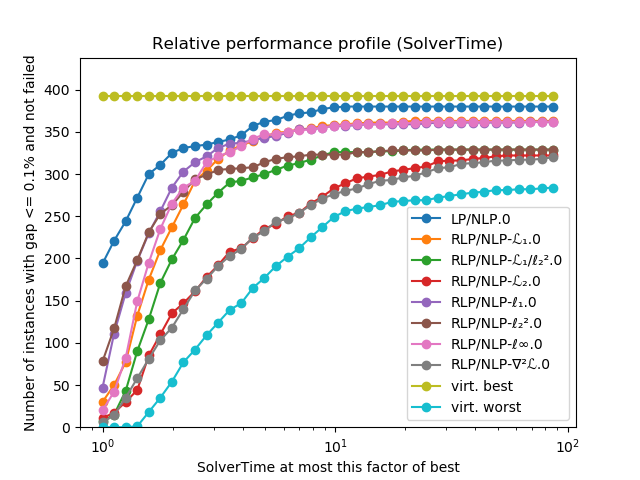 Relative performance profile (SolverTime)
Number of instances with gap <= 0.1% and not failed
400
350
300
250
200
150
100
50
0
10⁰
10¹
10²
SolverTime at most this factor of best
LP/NLP.0
RLP/NLP-ℒ₁.0
RLP/NLP-ℒ₁/ℓ₂².0
RLP/NLP-ℒ₂.0
RLP/NLP-ℓ₁.0
RLP/NLP-ℓ₂².0
RLP/NLP-ℓ∞.0
RLP/NLP-∇²ℒ.0
virt. best
virt. worst